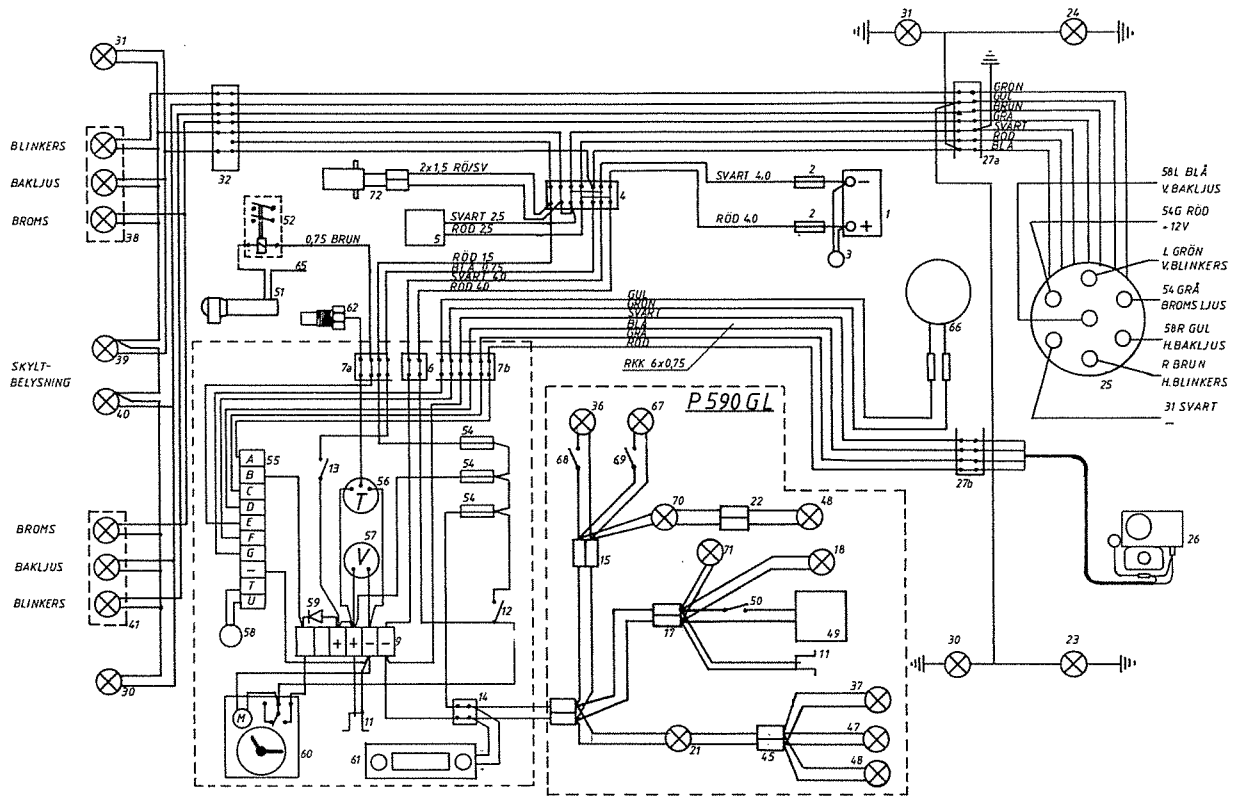 31
31
24
GRÖN
GUL
BRUN
GRÅ
SVART
RÖD
BLÅ
27a
BLINKERS
BAKLJUS
BROMS
38
32
2x1,5 RÖ/SV
72
4
SVART 4,0
2
RÖD 4,0
2
1
3
58L BLÅ
V.BAKLJUS
54G RÖD
+ 12V
L GRÖN
V.BLINKERS
54 GRÅ
BROMS LJUS
58R GUL
H.BAKLJUS
R BRUN
H.BLINKERS
31 SVART
–
25
52
5
SVART 2,5
RÖD 2,5
0,75 BRUN
65
51
RÖD 1,5
BLÅ 0,75
SVART 4,0
RÖD 4,0
62
GUL
GRÖN
SVART
BLÅ
GRÅ
RÖD
RKK 6x0,75
66
SKYLT-
BELYSNING
39
40
7a
6
7b
P 590 GL
36
67
68
69
70
22
48
15
27b
26
55
A
B
C
D
E
F
G
–
T
U
13
T
56
V
57
54
54
54
12
58
59
+ + – –
9
71
18
17
50
49
11
BROMS
BAKLJUS
BLINKERS
41
30
M
60
11
14
61
21
45
37
47
48
30
23